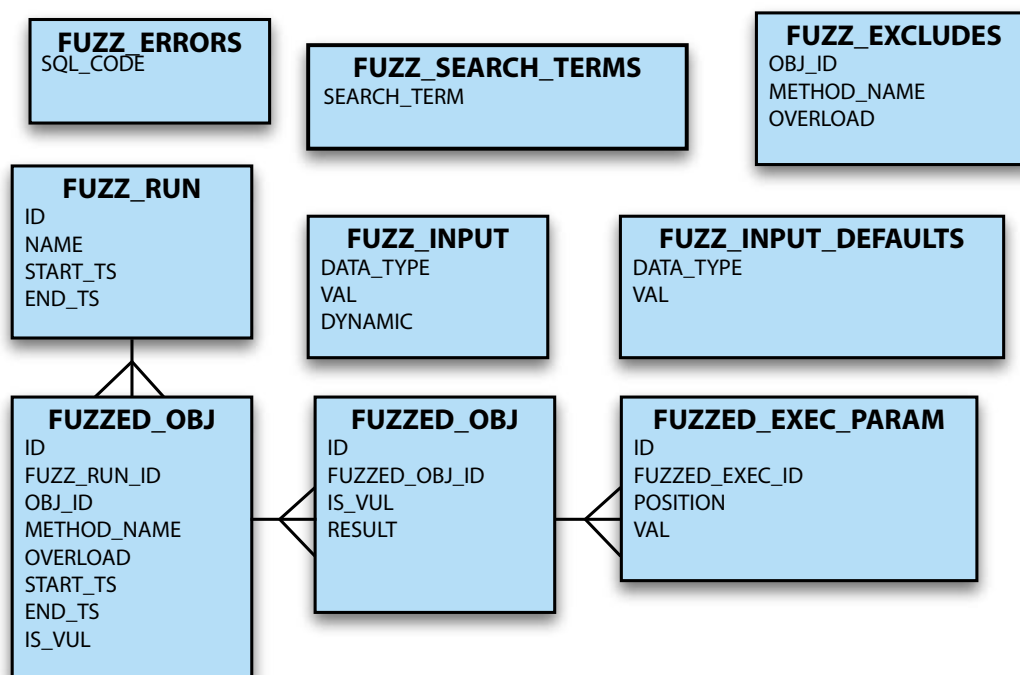 FUZZ_ERRORS
SQL_CODE
FUZZ_SEARCH_TERMS
SEARCH_TERM
FUZZ_EXCLUDES
OBJ_ID
METHOD_NAME
OVERLOAD
FUZZ_RUN
ID
NAME
START_TS
END_TS
FUZZ_INPUT
DATA_TYPE
VAL
DYNAMIC
FUZZ_INPUT_DEFAULTS
DATA_TYPE
VAL
FUZZED_OBJ
ID
FUZZ_RUN_ID
OBJ_ID
METHOD_NAME
OVERLOAD
START_TS
END_TS
IS_VUL
FUZZED_OBJ
ID
FUZZED_OBJ_ID
IS_VUL
RESULT
FUZZED_EXEC_PARAM
ID
FUZZED_EXEC_ID
POSITION
VAL